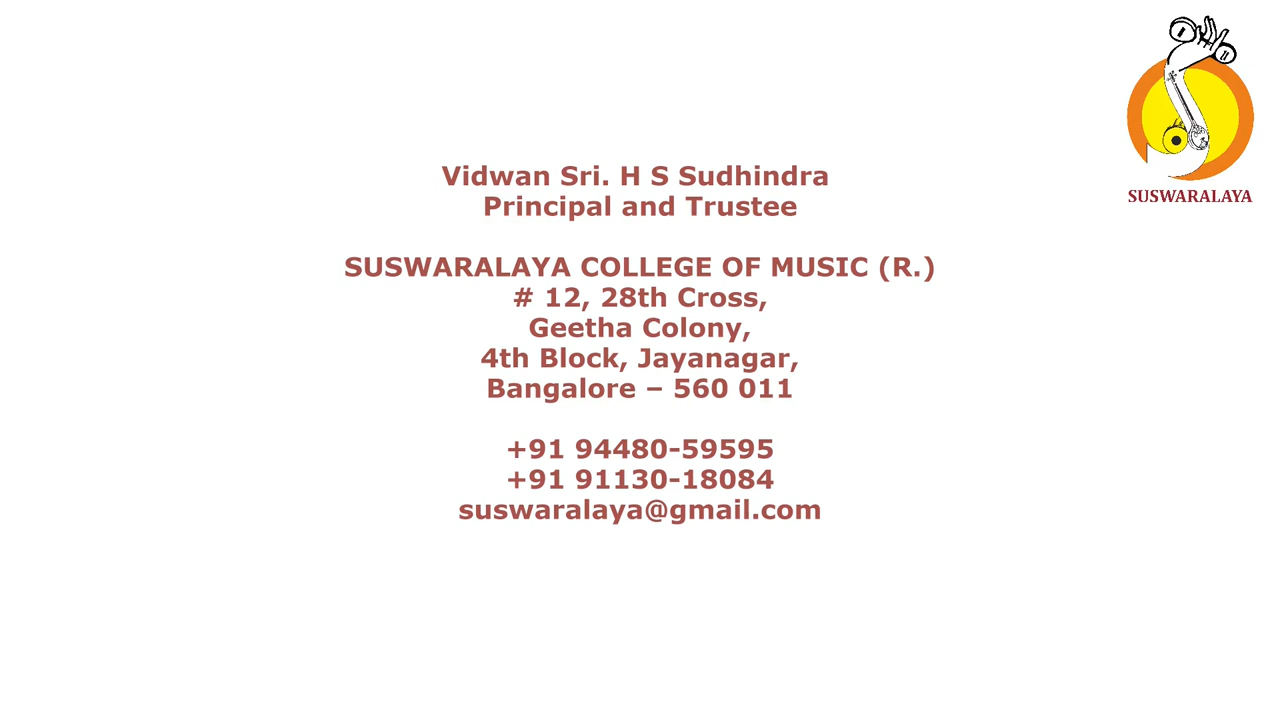 Vidwan Sri. H S Sudhindra
Principal and Trustee
SUSWARALAYA COLLEGE OF MUSIC (R.)
# 12, 28th Cross,
Geetha Colony,
4th Block, Jayanagar,
Bangalore – 560 011
+91 94480-59595
+91 91130-18084
suswaralaya@gmail.com
SUSWARALAYA